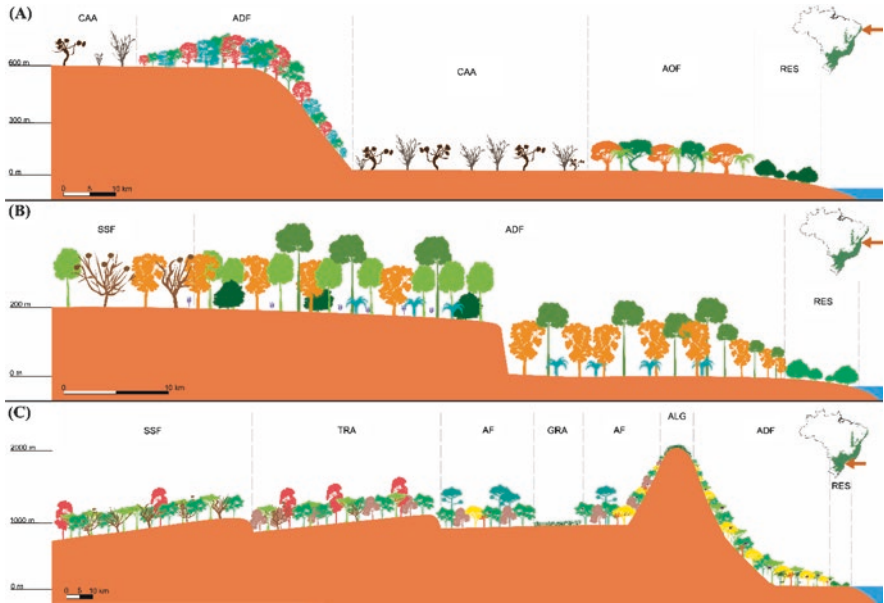 (A)
CAA ADF CAA AOF RES
600 m
300 m
0 m
0 5 10 km
(B)
SSF ADF RES
200 m
0 m
0 10 km
(C)
SSF TRA AF GRA AF ALG ADF RES
2000 m
1000 m
0 m
0 5 10 km